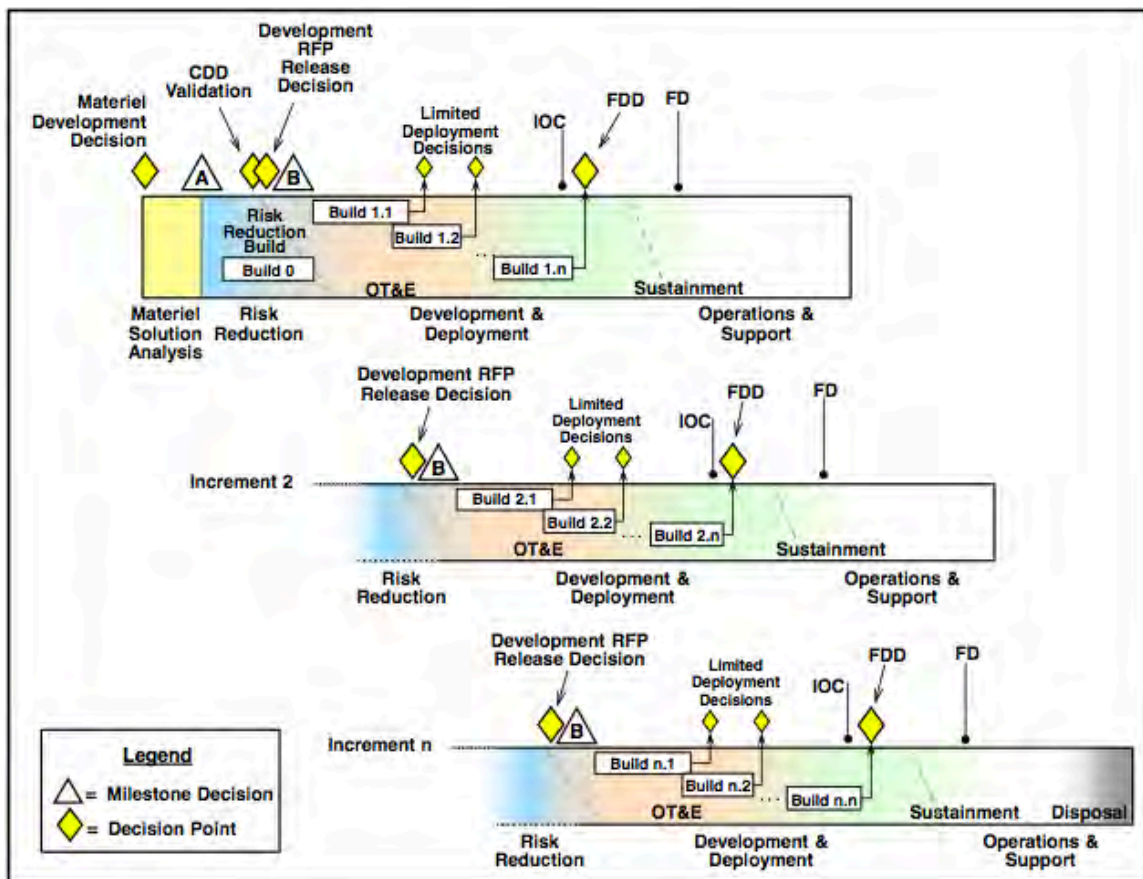 Development
RFP
Release
Decision
CDD
Validation
Materiel
Development
Decision
Limited
Deployment
Decisions
IOC
FDD
FD
A
B
Build 1.1
Build 1.2
...
Build 1.n
Risk
Reduction
Build
Build 0
OT&E
Sustainment
Materiel
Solution
Analysis
Risk
Reduction
Development &
Deployment
Operations &
Support
Development RFP
Release Decision
Limited
Deployment
Decisions
IOC
FDD
FD
B
Increment 2
Build 2.1
Build 2.2
...
Build 2.n
OT&E
Sustainment
Risk
Reduction
Development &
Deployment
Operations &
Support
Development RFP
Release Decision
Limited
Deployment
Decisions
IOC
FDD
FD
B
Increment n
Build n.1
Build n.2
...
Build n.n
OT&E
Sustainment
Disposal
Risk
Reduction
Development &
Deployment
Operations &
Support
Legend
= Milestone Decision
= Decision Point